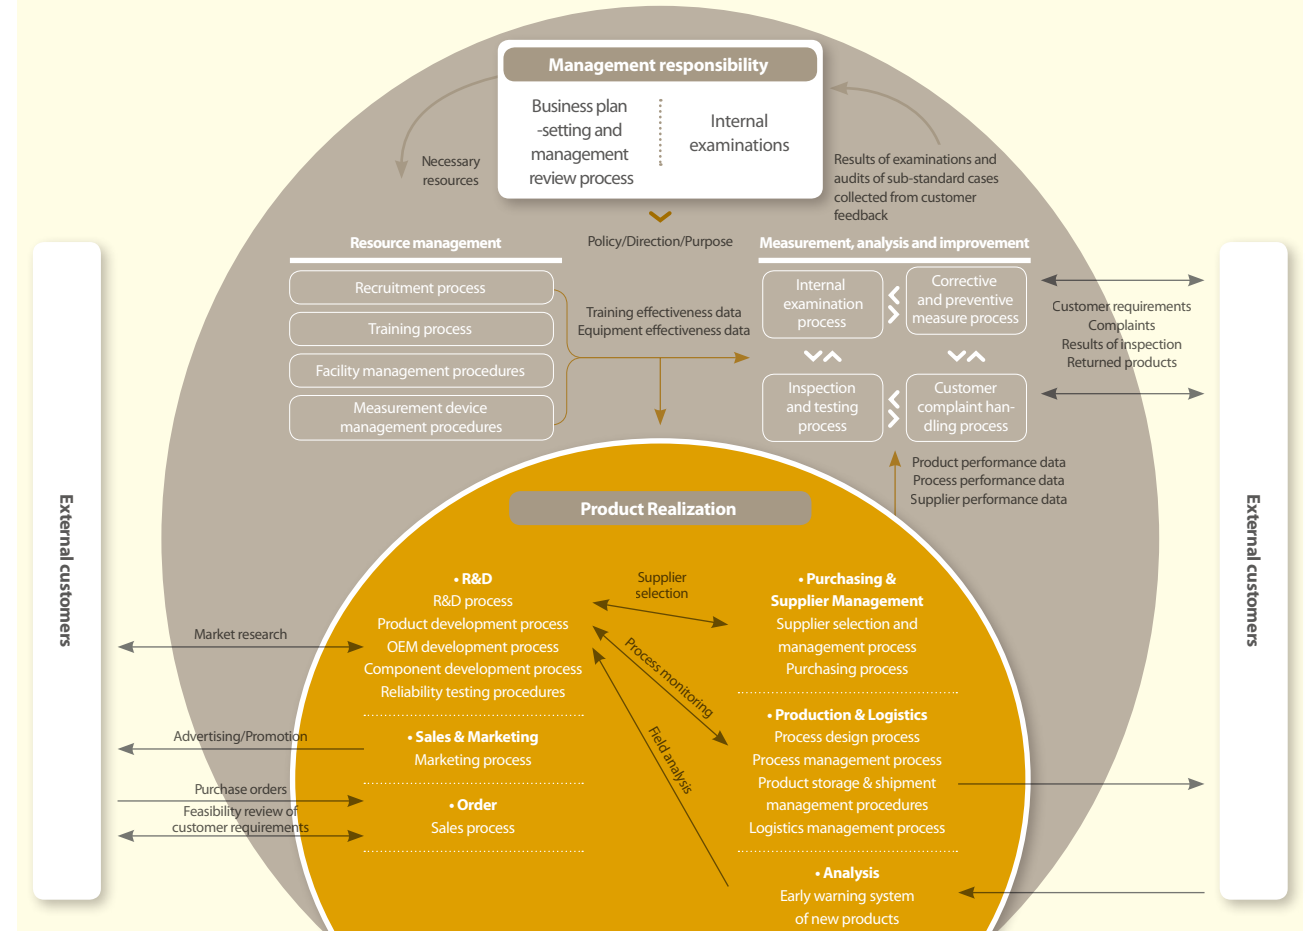 Management responsibility
Business plan
-setting and
management
review process
Internal
examinations
Necessary
resources
Results of examinations and
audits of sub-standard cases
collected from customer
feedback
Policy/Direction/Purpose
Resource management
Recruitment process
Training process
Facility management procedures
Measurement device
management procedures
Training effectiveness data
Equipment effectiveness data
Measurement, analysis and improvement
Internal
examination
process
Corrective
and preventive
measure process
Inspection
and testing
process
Customer
complaint han-
dling process
Customer requirements
Complaints
Results of inspection
Returned products
Product performance data
Process performance data
Supplier performance data
External customers
External customers
Product Realization
• R&D
R&D process
Product development process
OEM development process
Component development process
Reliability testing procedures
• Sales & Marketing
Marketing process
• Order
Sales process
Supplier
selection
Process monitoring
Field analysis
• Purchasing &
Supplier Management
Supplier selection and
management process
Purchasing process
• Production & Logistics
Process design process
Process management process
Product storage & shipment
management procedures
Logistics management process
• Analysis
Early warning system
of new products
Market research
Advertising/Promotion
Purchase orders
Feasibility review of
customer requirements